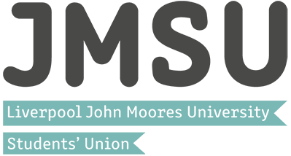 JMSU
Liverpool John Moores University
Students' Union